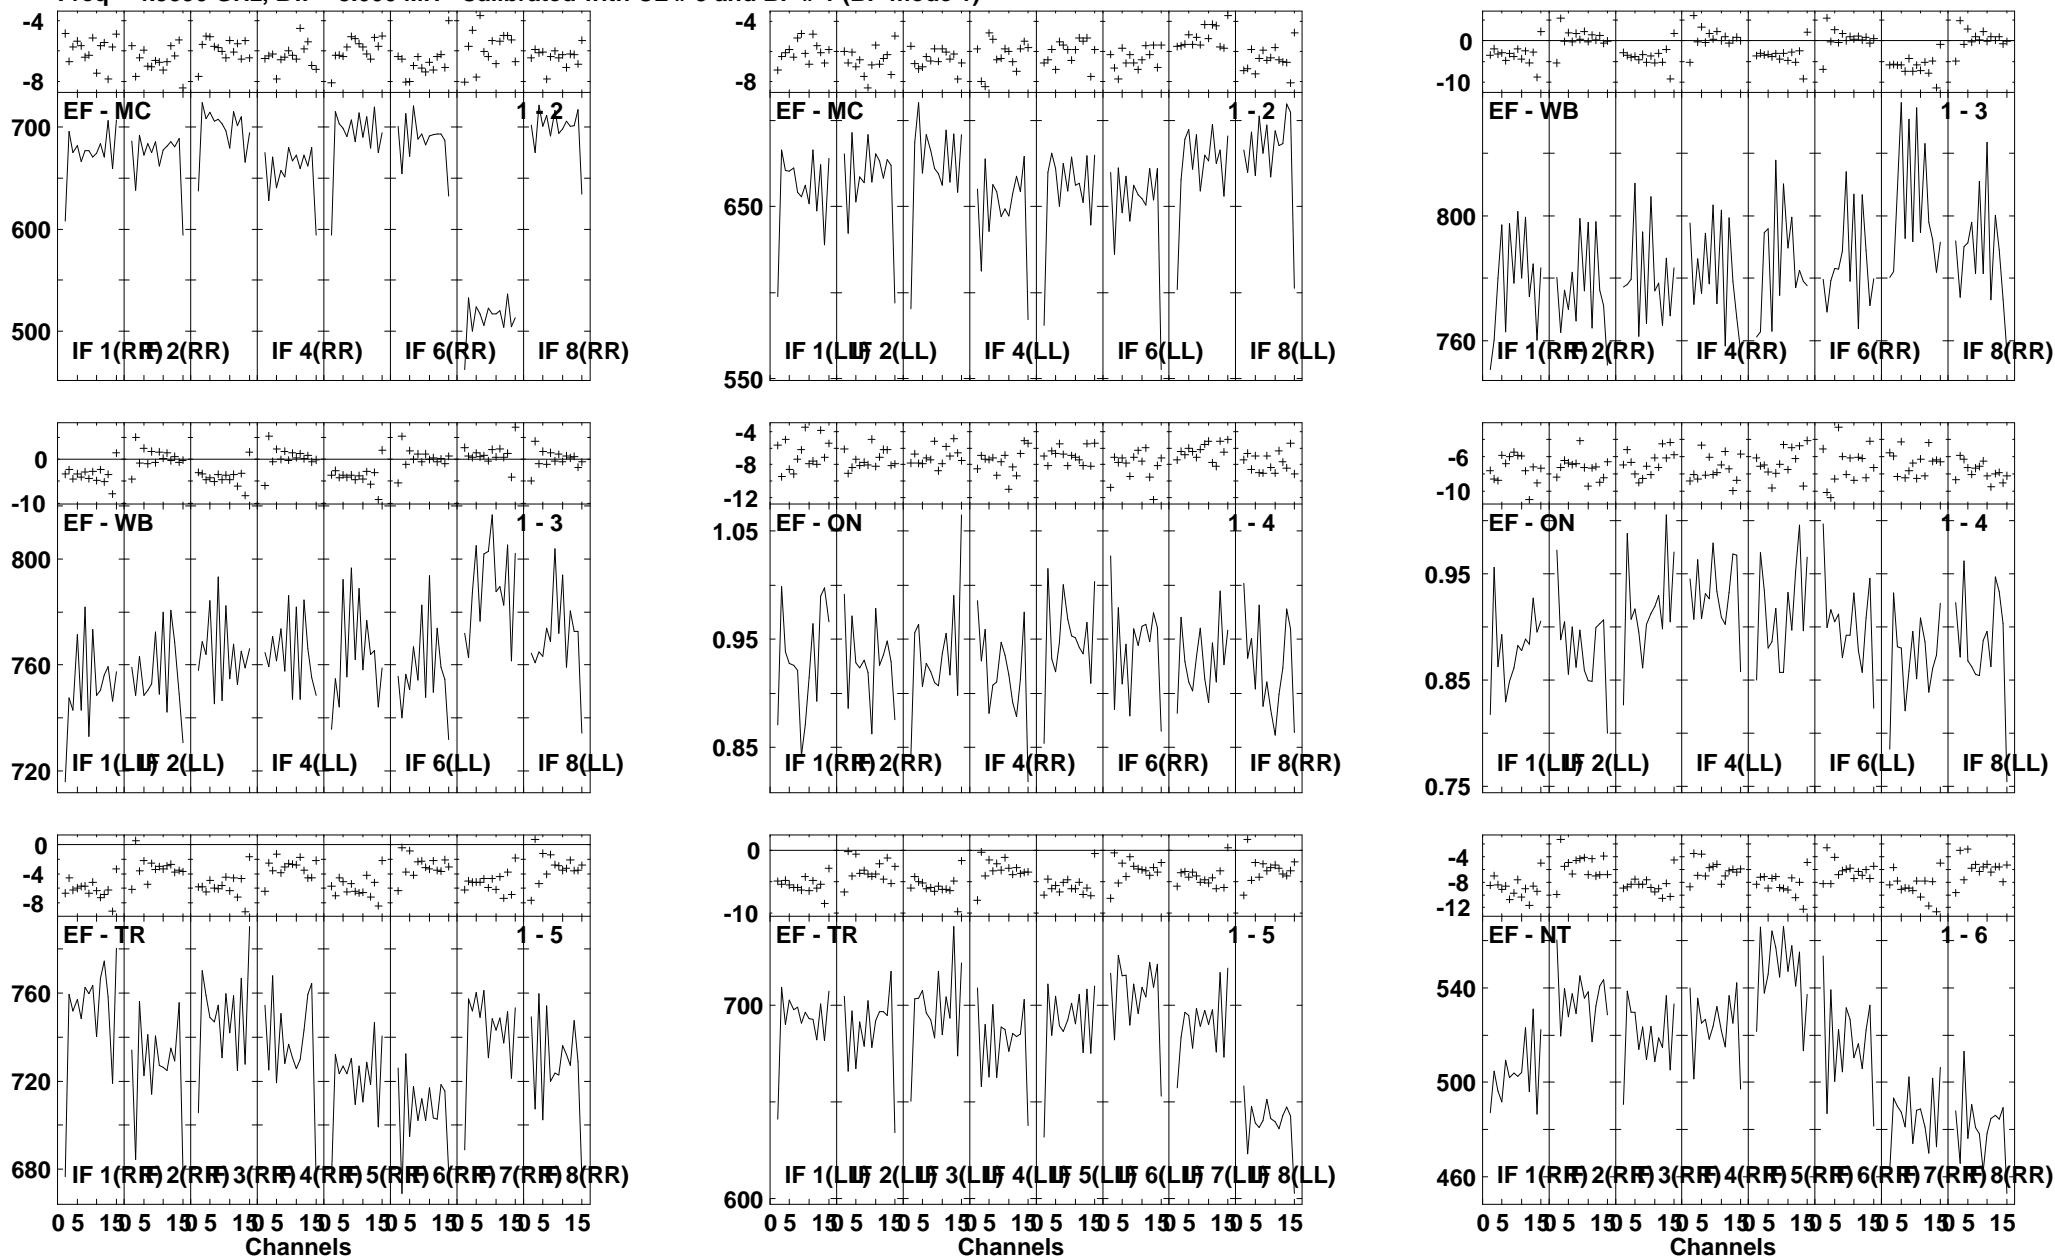 -4
-8
EF - MC 1 - 2
700
600
500
IF 1(RR) IF 2(RR) IF 4(RR) IF 6(RR) IF 8(RR)
-4
-8
EF - MC 1 - 2
650
550
IF 1(LL) IF 2(LL) IF 4(LL) IF 6(LL) IF 8(LL)
0
-10
EF - WB 1 - 3
800
760
IF 1(RR) IF 2(RR) IF 4(RR) IF 6(RR) IF 8(RR)
0
-10
EF - WB 1 - 3
800
760
720
IF 1(LL) IF 2(LL) IF 4(LL) IF 6(LL) IF 8(LL)
-4
-8
-12
EF - ON 1 - 4
1.05
0.95
0.85
IF 1(RR) IF 2(RR) IF 4(RR) IF 6(RR) IF 8(RR)
-6
-10
EF - ON 1 - 4
0.95
0.85
0.75
IF 1(LL) IF 2(LL) IF 4(LL) IF 6(LL) IF 8(LL)
0
-4
-8
EF - TR 1 - 5
760
720
680
IF 1(RR) IF 2(RR) IF 3(RR) IF 4(RR) IF 5(RR) IF 6(RR) IF 7(RR) IF 8(RR)
0 5 15 0 5 15 0 5 15 0 5 15 0 5 15 0 5 15 0 5 15 0 5 15
Channels
0
-10
EF - TR 1 - 5
700
600
IF 1(LL) IF 2(LL) IF 3(LL) IF 4(LL) IF 5(LL) IF 6(LL) IF 7(LL) IF 8(LL)
0 5 15 0 5 15 0 5 15 0 5 15 0 5 15 0 5 15 0 5 15 0 5 15
Channels
-4
-8
-12
EF - NT 1 - 6
540
500
460
IF 1(RR) IF 2(RR) IF 3(RR) IF 4(RR) IF 5(RR) IF 6(RR) IF 7(RR) IF 8(RR)
0 5 15 0 5 15 0 5 15 0 5 15 0 5 15 0 5 15 0 5 15 0 5 15
Channels